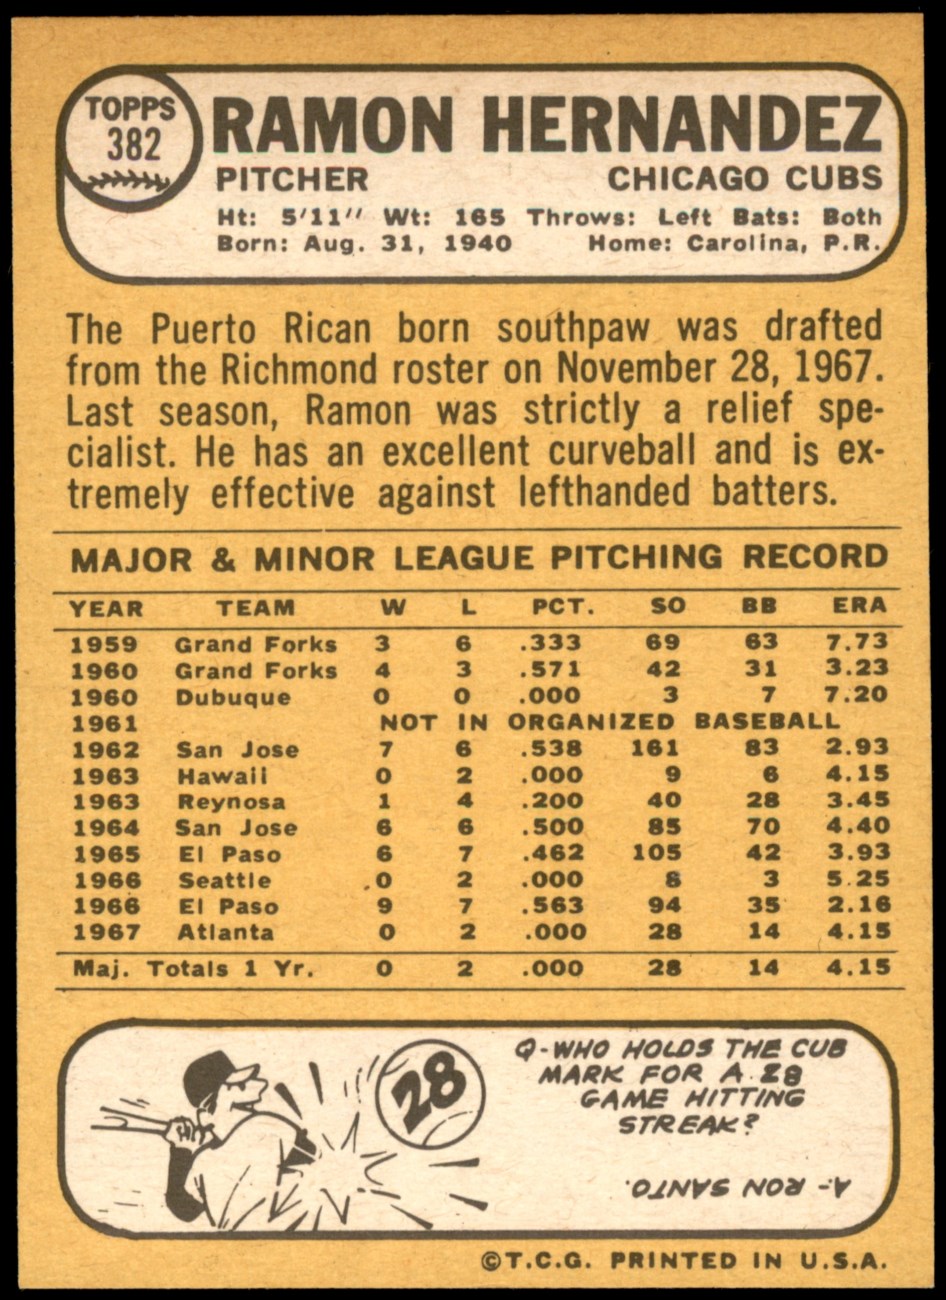 TOPPS
382
RAMON HERNANDEZ
PITCHER CHICAGO CUBS
Ht: 5'11" Wt: 165 Throws: Left Bats: Both
Born: Aug. 31, 1940 Home: Carolina, P.R.
The Puerto Rican born southpaw was drafted
from the Richmond roster on November 28, 1967.
Last season, Ramon was strictly a relief spe-
cialist. He has an excellent curveball and is ex-
tremely effective against lefthanded batters.
MAJOR & MINOR LEAGUE PITCHING RECORD
YEAR TEAM W L PCT. SO BB ERA
1959 Grand Forks 3 6 .333 69 63 7.73
1960 Grand Forks 4 3 .571 42 31 3.23
1960 Dubuque 0 0 .000 3 7 7.20
1961 NOT IN ORGANIZED BASEBALL
1962 San Jose 7 6 .538 161 83 2.93
1963 Hawaii 0 2 .000 9 6 4.15
1963 Reynosa 1 4 .200 40 28 3.45
1964 San Jose 6 6 .500 85 70 4.40
1965 El Paso 6 7 .462 105 42 3.93
1966 Seattle 0 2 .000 8 3 5.25
1966 El Paso 9 7 .563 94 35 2.16
1967 Atlanta 0 2 .000 28 14 4.15
Maj. Totals 1 Yr. 0 2 .000 28 14 4.15
28
Q-WHO HOLDS THE CUB
MARK FOR A 28
GAME HITTING
STREAK?
A- RON SANTO.
©T.C.G. PRINTED IN U.S.A.